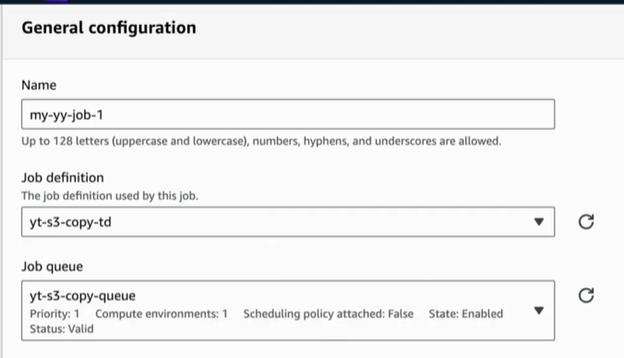 General configuration
Name
my-yy-job-1
Up to 128 letters (uppercase and lowercase), numbers, hyphens, and underscores are allowed.
Job definition
The job definition used by this job.
yt-s3-copy-td
Job queue
yt-s3-copy-queue
Priority: 1 Compute environments: 1 Scheduling policy attached: False State: Enabled
Status: Valid